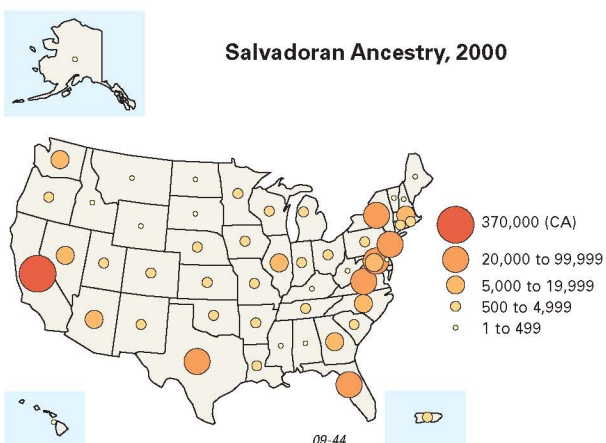 Salvadoran Ancestry, 2000
370,000 (CA)
20,000 to 99,999
5,000 to 19,999
500 to 4,999
1 to 499
09-44